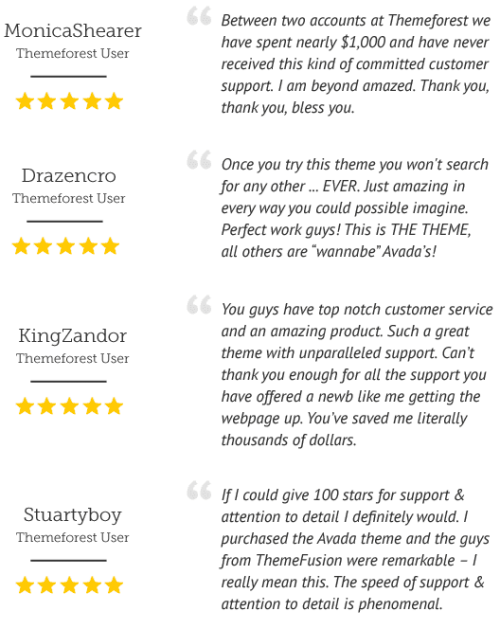 MonicaShearer
Themeforest User
Between two accounts at Themeforest we
have spent nearly $1,000 and have never
received this kind of committed customer
support. I am beyond amazed. Thank you,
thank you, bless you.
Drazencro
Themeforest User
Once you try this theme you won't search
for any other ... EVER. Just amazing in
every way you could possible imagine.
Perfect work guys! This is THE THEME,
all others are “wannabe” Avada's!
KingZandor
Themeforest User
You guys have top notch customer service
and an amazing product. Such a great
theme with unparalleled support. Can't
thank you enough for all the support you
have offered a newb like me getting the
webpage up. You've saved me literally
thousands of dollars.
Stuartyboy
Themeforest User
If I could give 100 stars for support &
attention to detail I definitely would. I
purchased the Avada theme and the guys
from ThemeFusion were remarkable – I
really mean this. The speed of support &
attention to detail is phenomenal.